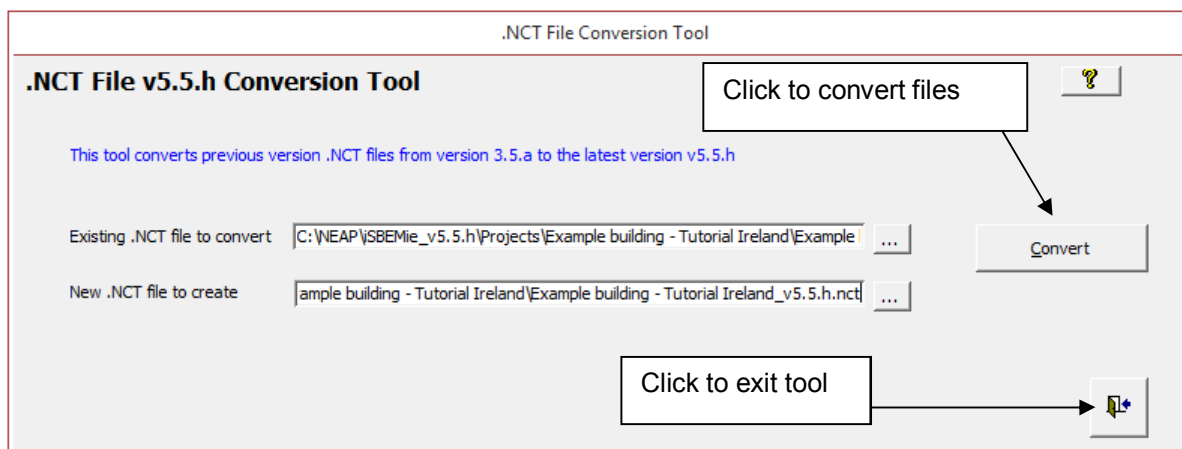 .NCT File Conversion Tool
.NCT File v5.5.h Conversion Tool
Click to convert files
?
This tool converts previous version .NCT files from version 3.5.a to the latest version v5.5.h
Existing .NCT file to convert C:\NEAP\iSBEMie_v5.5.h\Projects\Example building - Tutorial Ireland\Example ...
Convert
New .NCT file to create ample building - Tutorial Ireland\Example building - Tutorial Ireland_v5.5.h.nct ...
Click to exit tool